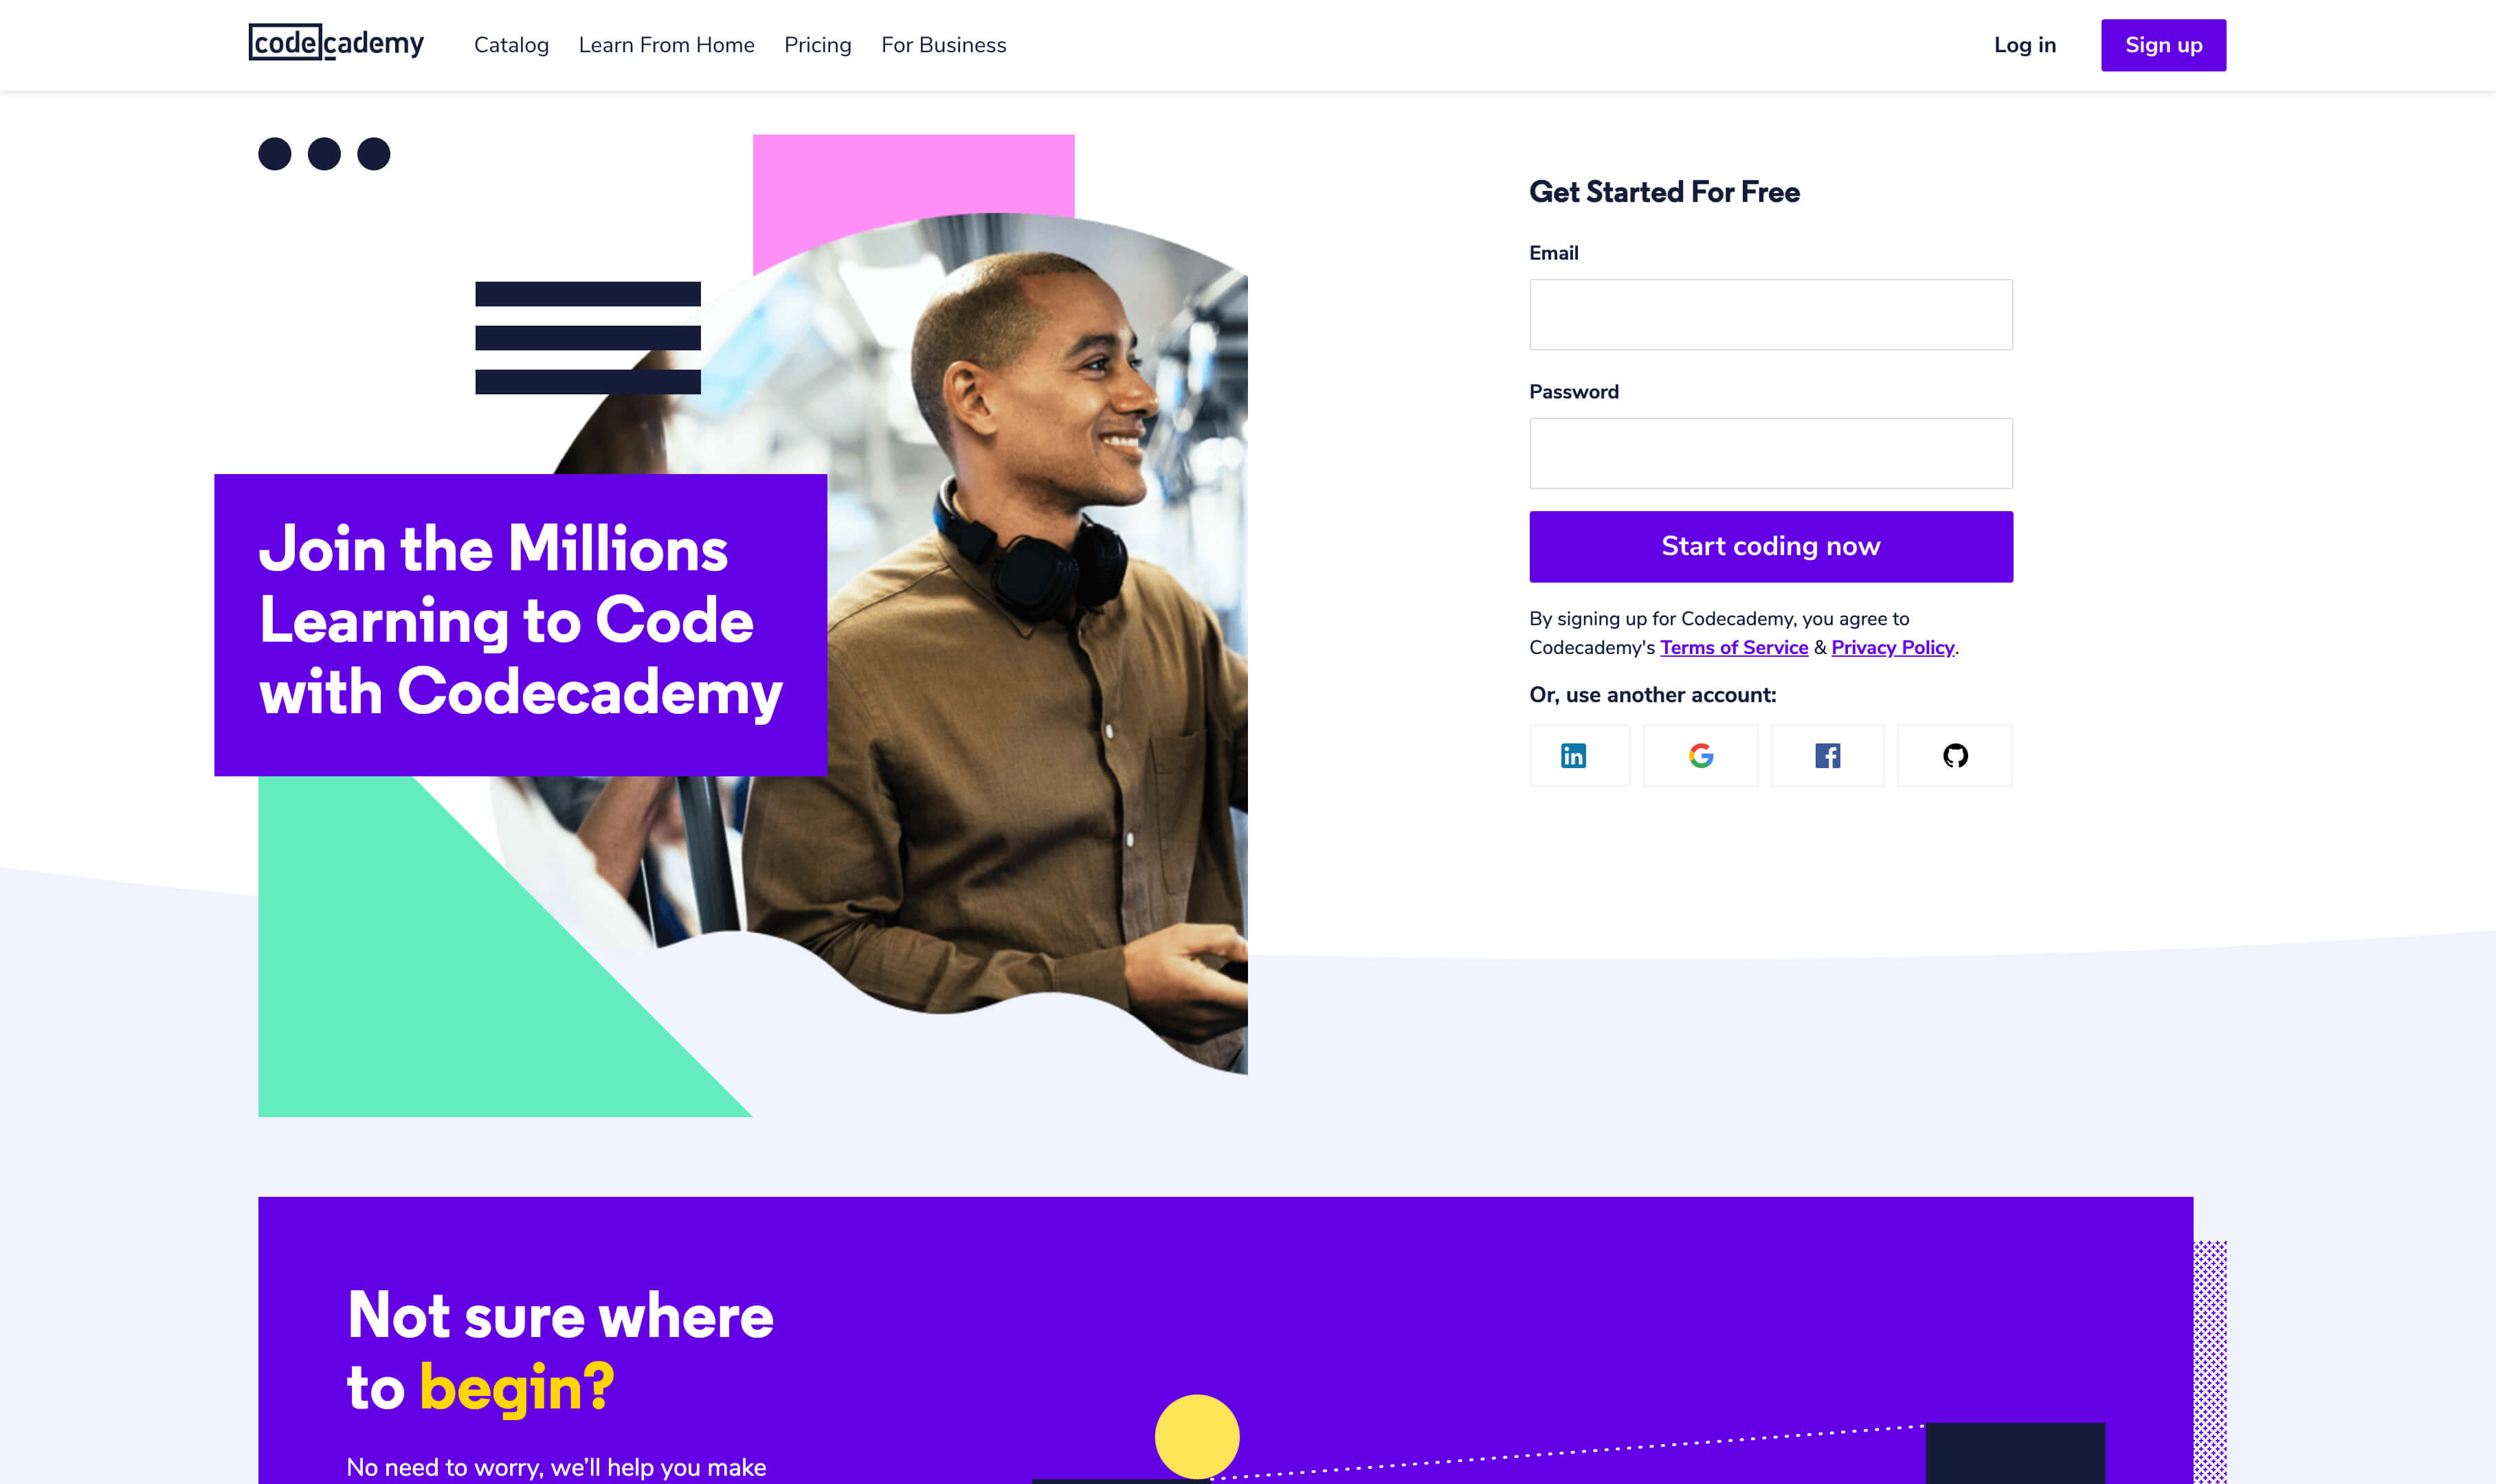 codecademy
Catalog
Learn From Home
Pricing
For Business
Log in
Sign up
Join the Millions
Learning to Code
with Codecademy
Get Started For Free
Email
Password
Start coding now
By signing up for Codecademy, you agree to
Codecademy's Terms of Service & Privacy Policy.
Or, use another account:
in
G
f
Not sure where
to begin?
No need to worry, we’ll help you make